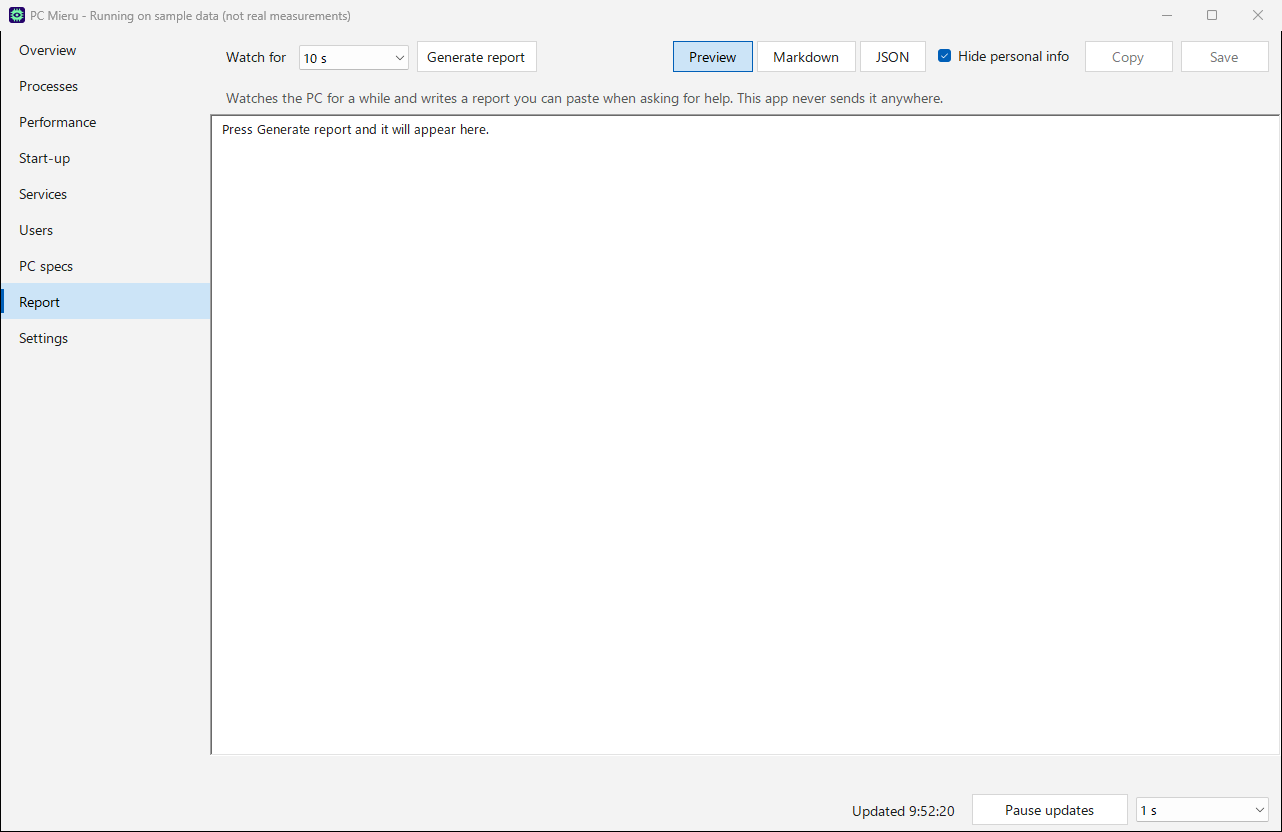 PC Mieru - Running on sample data (not real measurements)
Overview
Processes
Performance
Start-up
Services
Users
PC specs
Report
Settings
Watch for 10 s Generate report Preview Markdown JSON Hide personal info Copy Save
Watches the PC for a while and writes a report you can paste when asking for help. This app never sends it anywhere.
Press Generate report and it will appear here.
Updated 9:52:20 Pause updates 1 s